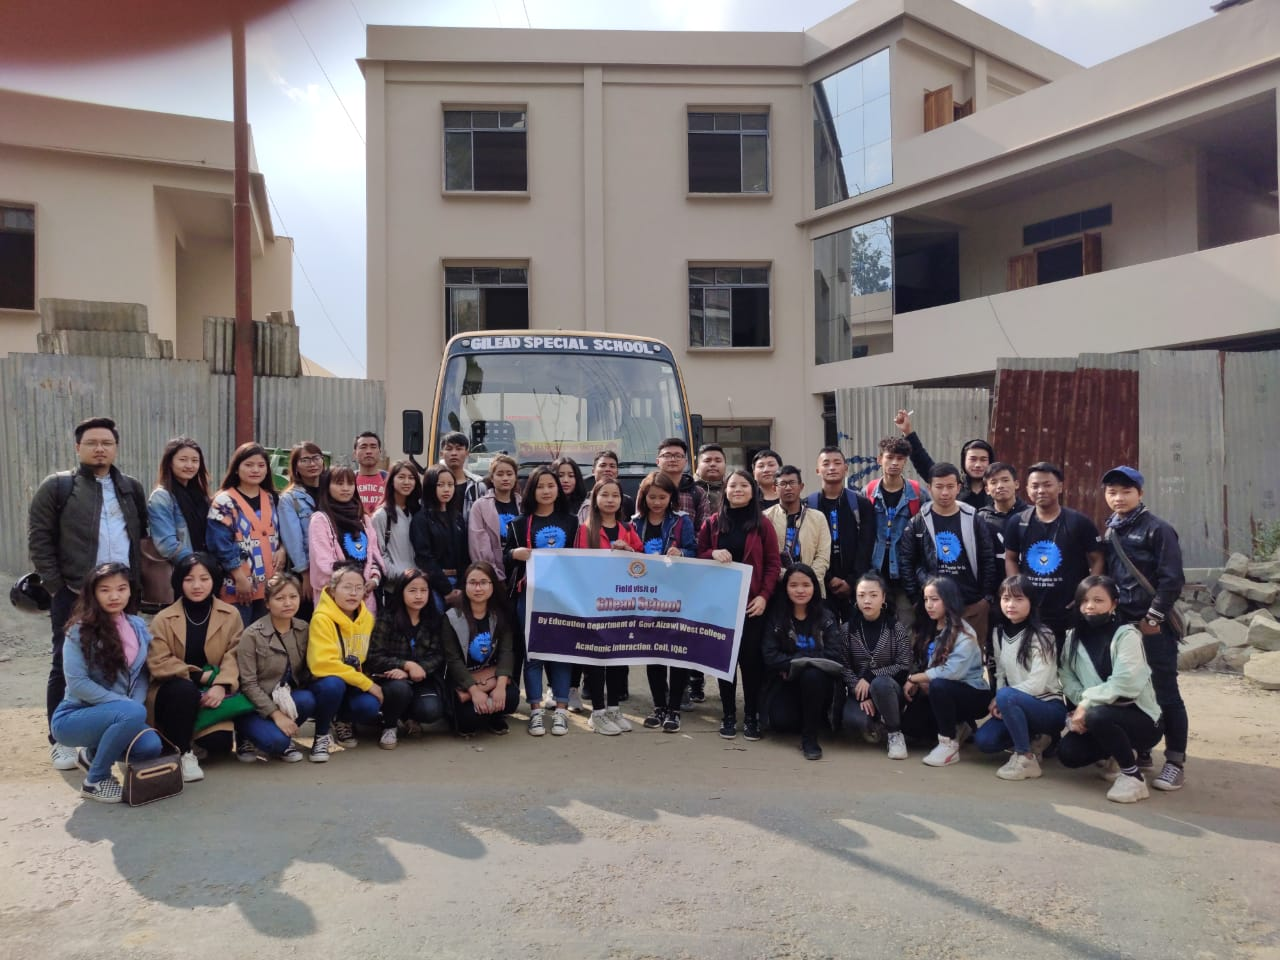 GILEAD SPECIAL SCHOOL
Field visit of
Gilead School
By Education Department of Govt Aizawl West College
&
Academic Interaction, Cell, IQAC